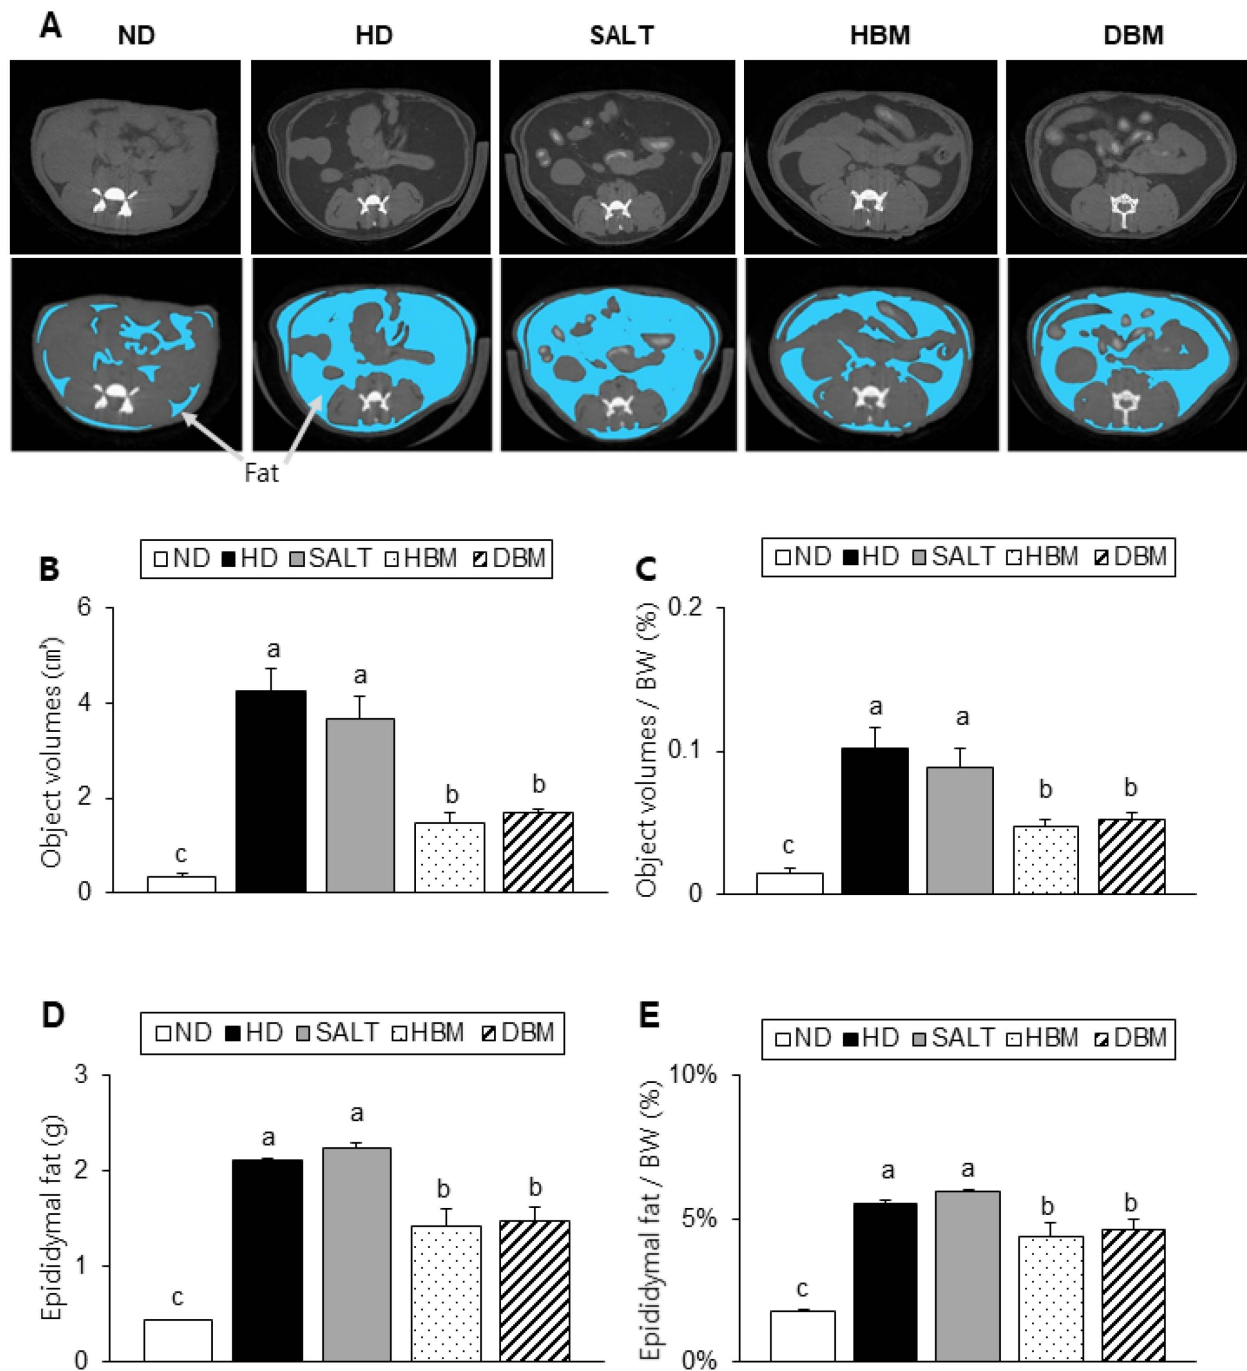 A
ND HD SALT HBM DBM
Fat
B
ND HD SALT HBM DBM
Object volumes (㎤)
6
4
2
0
c a a b b
C
ND HD SALT HBM DBM
Object volumes / BW (%)
0.2
0.1
0
c a a b b
D
ND HD SALT HBM DBM
Epididymal fat (g)
3
2
1
0
c a a b b
E
ND HD SALT HBM DBM
Epididymal fat / BW (%)
10%
5%
0%
c a a b b